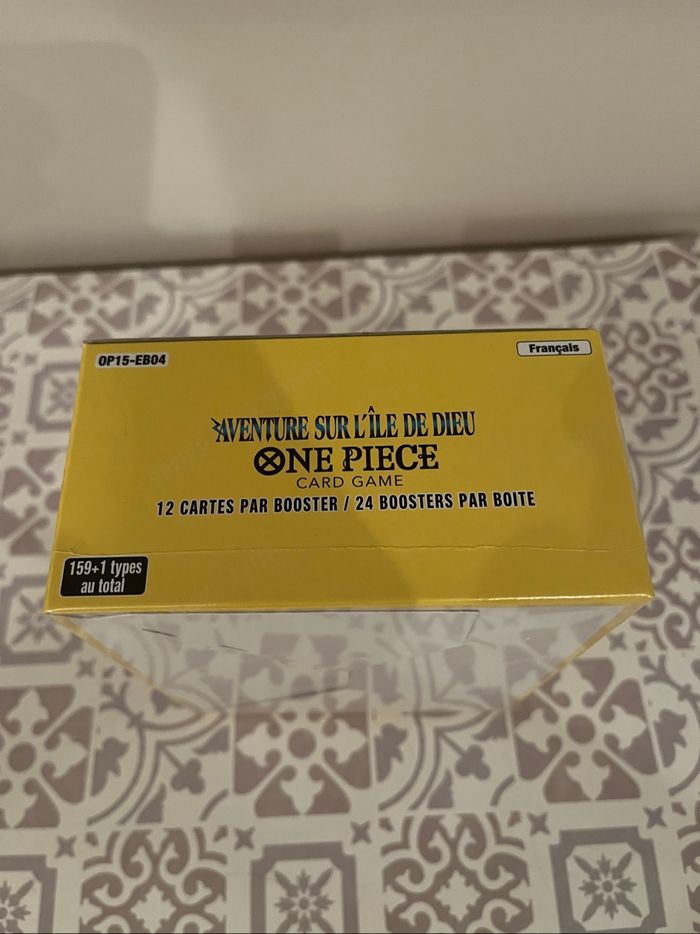 OP15-EB04
Français
AVENTURE SUR L'ÎLE DE DIEU
ONE PIECE
CARD GAME
12 CARTES PAR BOOSTER / 24 BOOSTERS PAR BOITE
159+1 types
au total